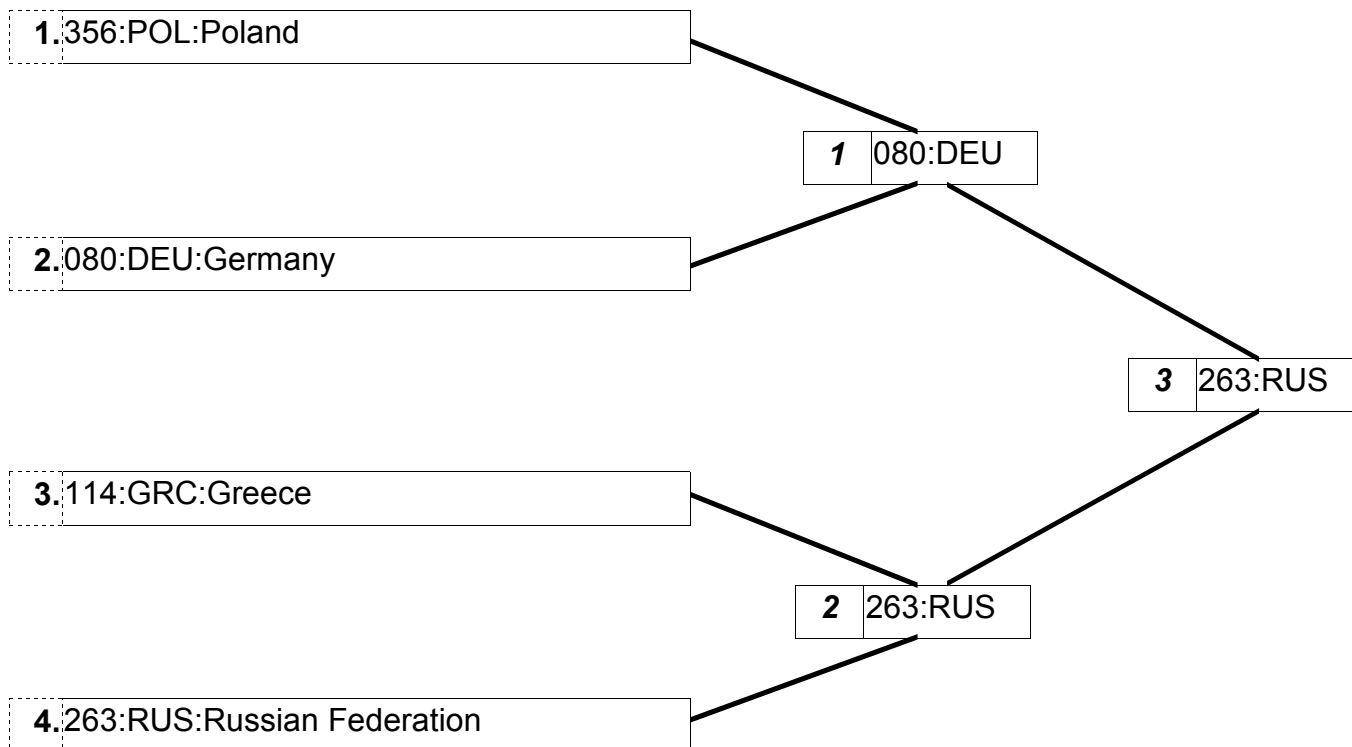 1. 356:POL:Poland
1 080:DEU
2. 080:DEU:Germany
3 263:RUS
3. 114:GRC:Greece
2 263:RUS
4. 263:RUS:Russian Federation